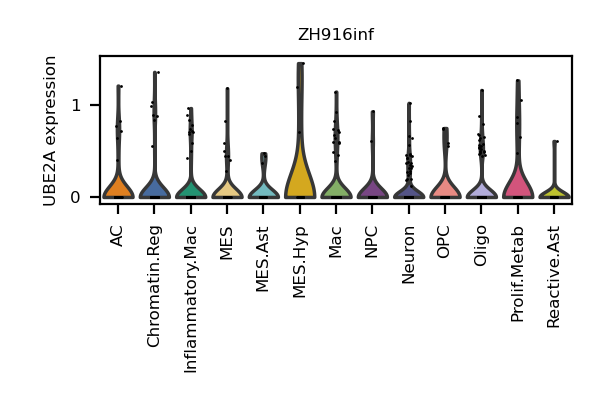 ZH916inf
UBE2A expression
1
0
AC
Chromatin.Reg
Inflammatory.Mac
MES
MES.Ast
MES.Hyp
Mac
NPC
Neuron
OPC
Oligo
Prolif.Metab
Reactive.Ast